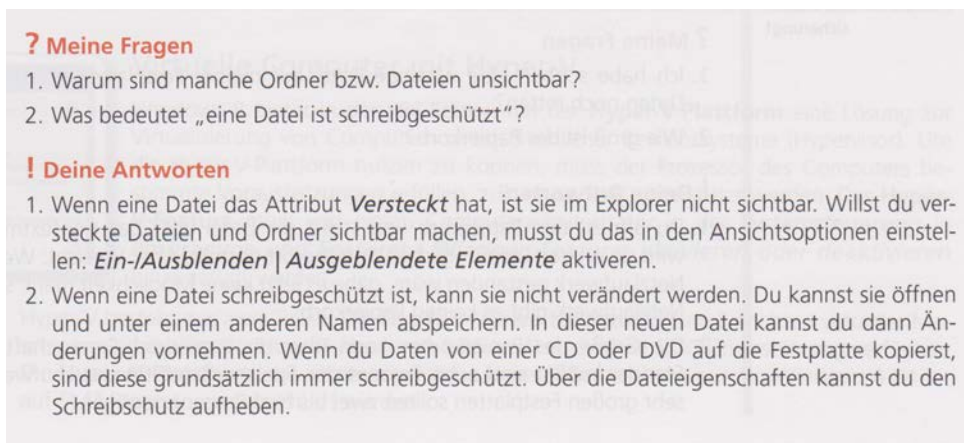 ? Meine Fragen
1. Warum sind manche Ordner bzw. Dateien unsichtbar?
2. Was bedeutet „eine Datei ist schreibgeschützt“?
! Deine Antworten
1. Wenn eine Datei das Attribut Versteckt hat, ist sie im Explorer nicht sichtbar. Willst du ver-
steckte Dateien und Ordner sichtbar machen, musst du das in den Ansichtsoptionen einstel-
len: Ein-/Ausblenden | Ausgeblendete Elemente aktiveren.
2. Wenn eine Datei schreibgeschützt ist, kann sie nicht verändert werden. Du kannst sie öffnen
und unter einem anderen Namen abspeichern. In dieser neuen Datei kannst du dann Än-
derungen vornehmen. Wenn du Daten von einer CD oder DVD auf die Festplatte kopierst,
sind diese grundsätzlich immer schreibgeschützt. Über die Dateieigenschaften kannst du den
Schreibschutz aufheben.